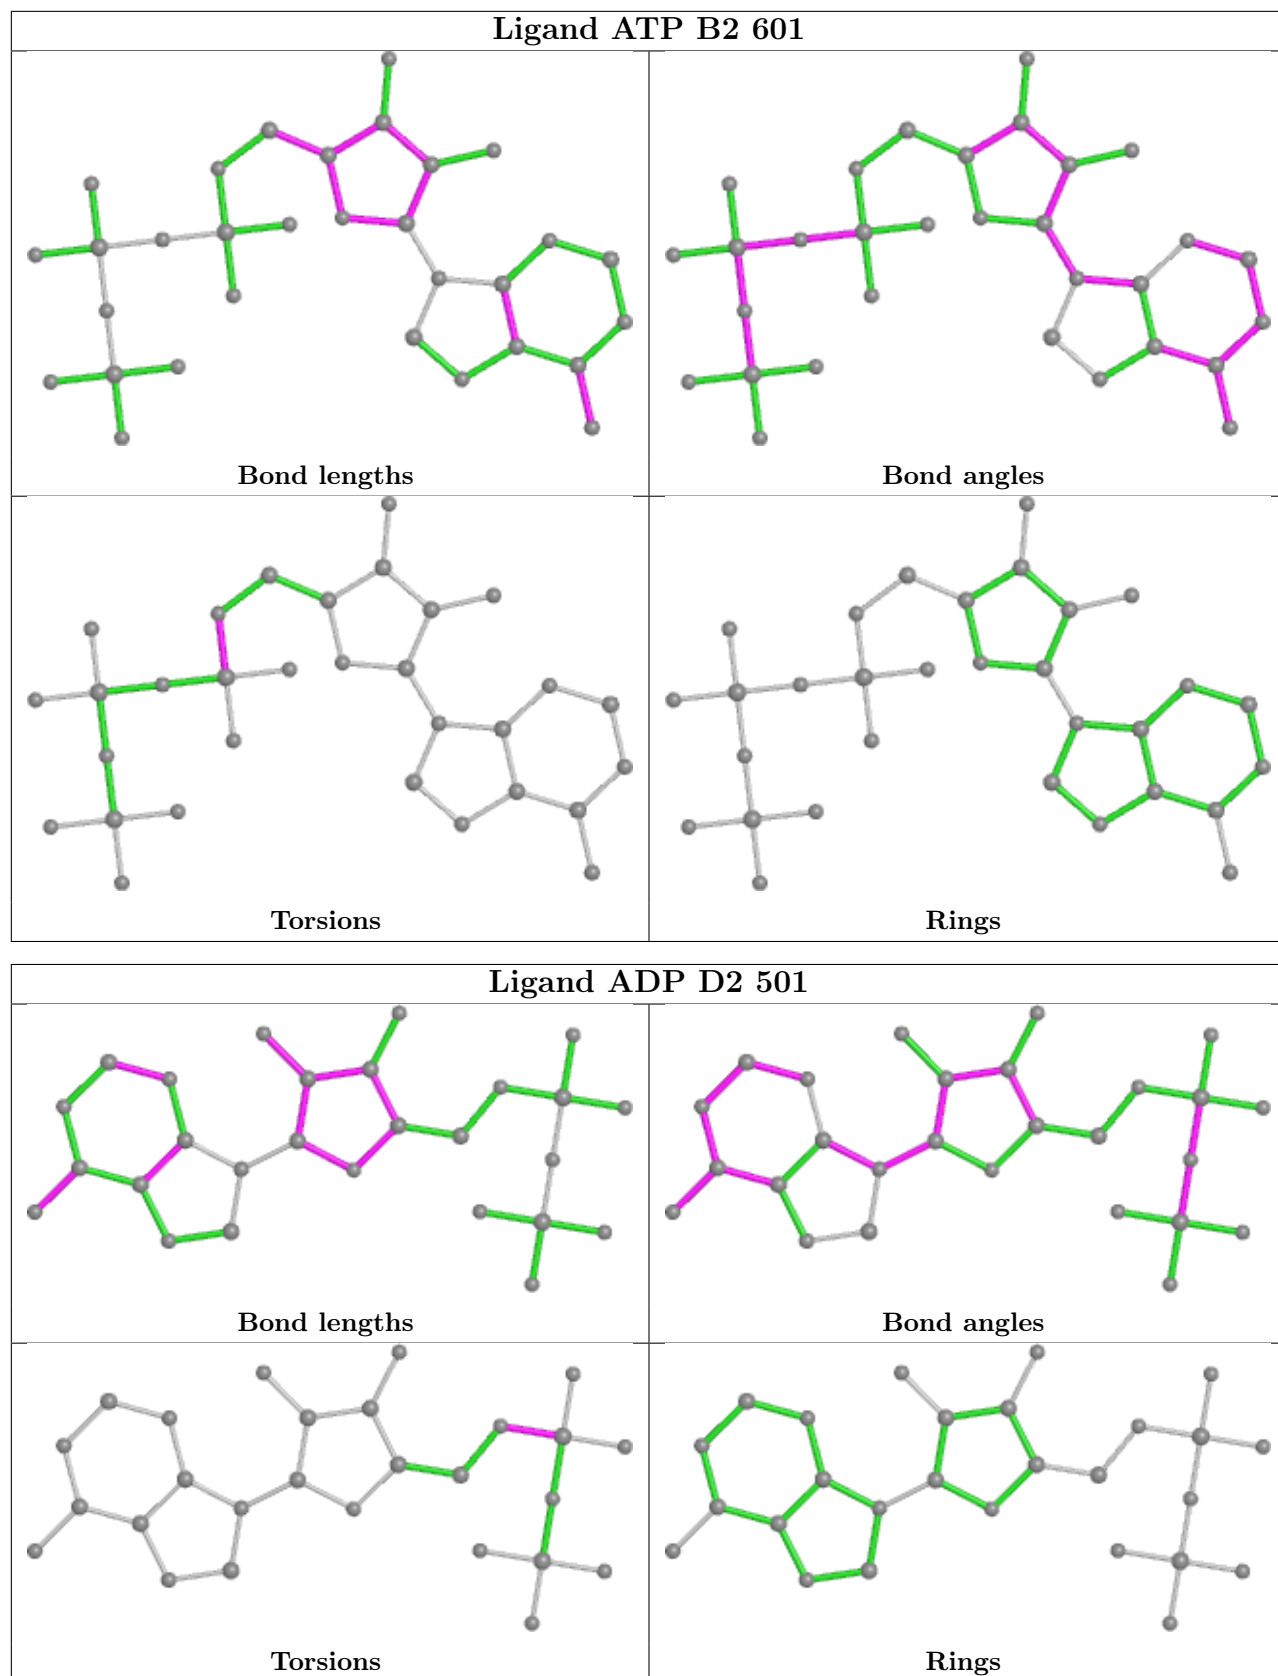 Ligand ATP B2 601
Bond lengths
Bond angles
Torsions
Rings
Ligand ADP D2 501
Bond lengths
Bond angles
Torsions
Rings